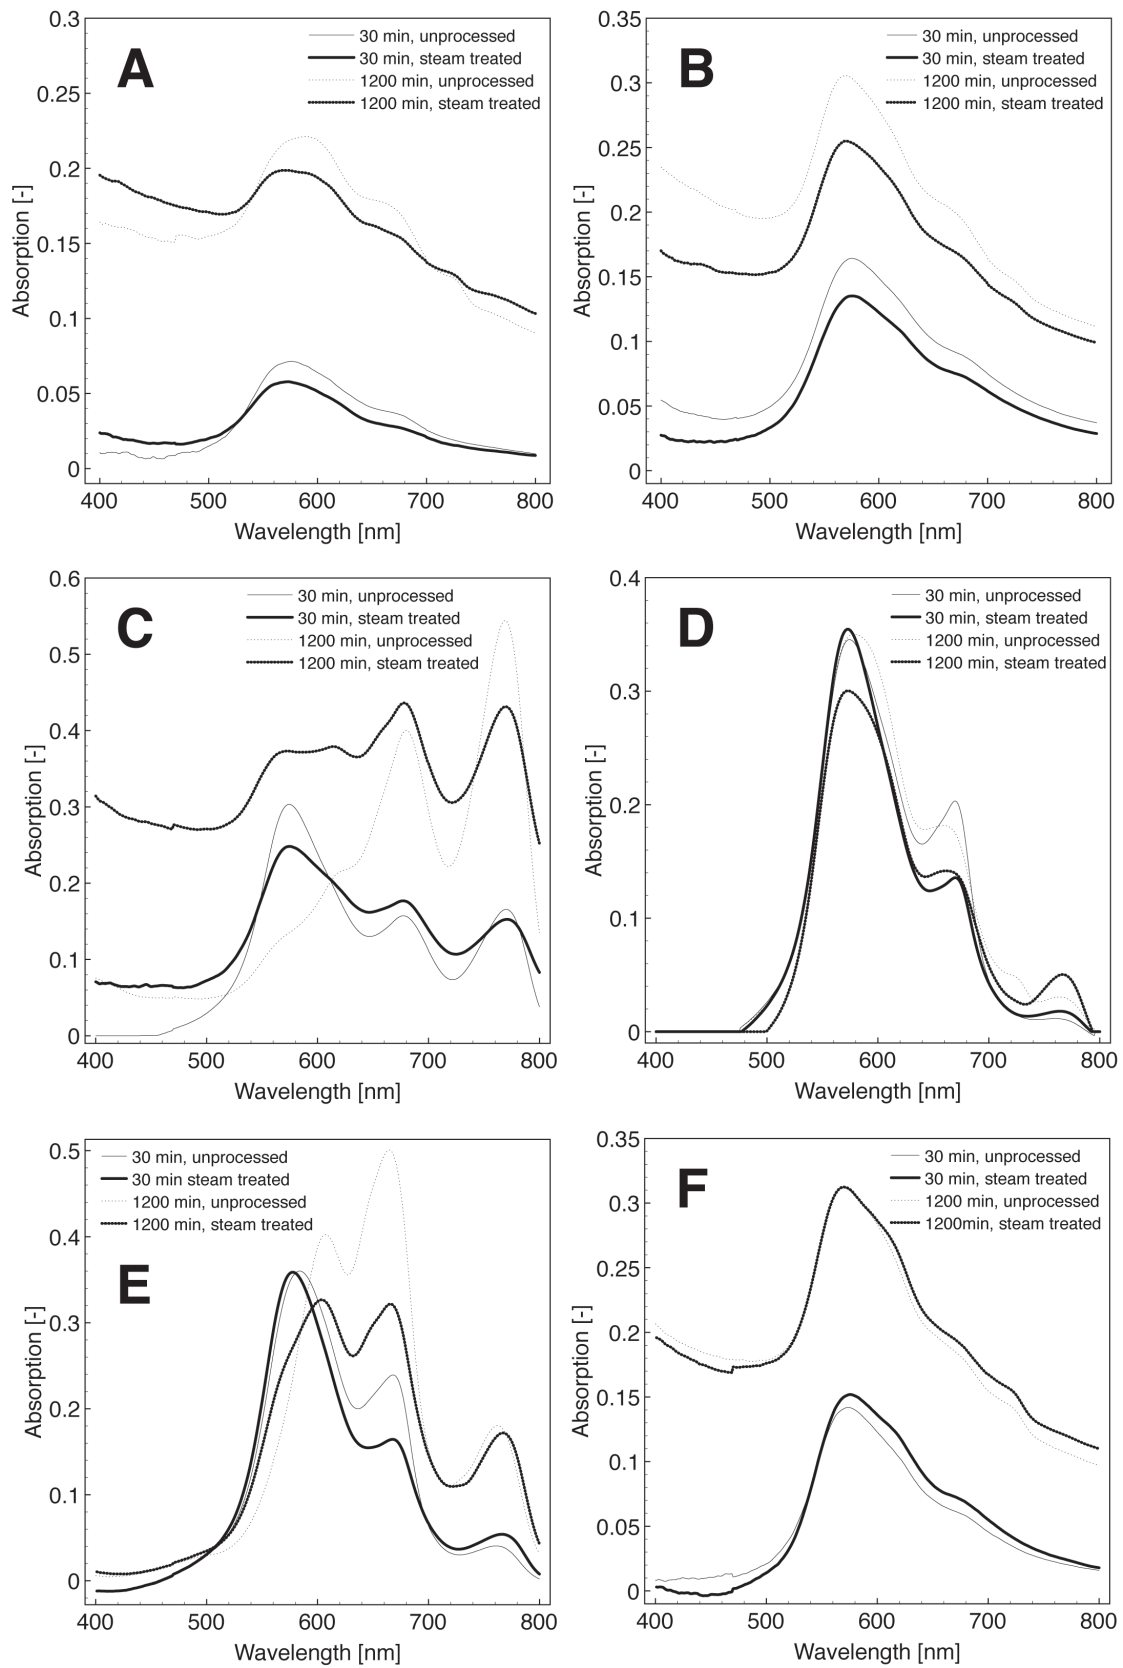 A
30 min, unprocessed
30 min, steam treated
1200 min, unprocessed
1200 min, steam treated
0.3
0.25
0.2
0.15
0.1
0.05
0
Absorption [-]
400 500 600 700 800
Wavelength [nm]
B
30 min, unprocessed
30 min, steam treated
1200 min, unprocessed
1200 min, steam treated
0.35
0.3
0.25
0.2
0.15
0.1
0.05
0
Absorption [-]
400 500 600 700 800
Wavelength [nm]
C
30 min, unprocessed
30 min, steam treated
1200 min, unprocessed
1200 min, steam treated
0.6
0.5
0.4
0.3
0.2
0.1
0
Absorption [-]
400 500 600 700 800
Wavelength [nm]
D
30 min, unprocessed
30 min, steam treated
1200 min, unprocessed
1200 min, steam treated
0.4
0.3
0.2
0.1
0
Absorption [-]
400 500 600 700 800
Wavelength [nm]
E
30 min, unprocessed
30 min steam treated
1200 min, unprocessed
1200 min, steam treated
0.5
0.4
0.3
0.2
0.1
0
Absorption [-]
400 500 600 700 800
Wavelength [nm]
F
30 min, unprocessed
30 min, steam treated
1200 min, unprocessed
1200min, steam treated
0.35
0.3
0.25
0.2
0.15
0.1
0.05
0
Absorption [-]
400 500 600 700 800
Wavelength [nm]